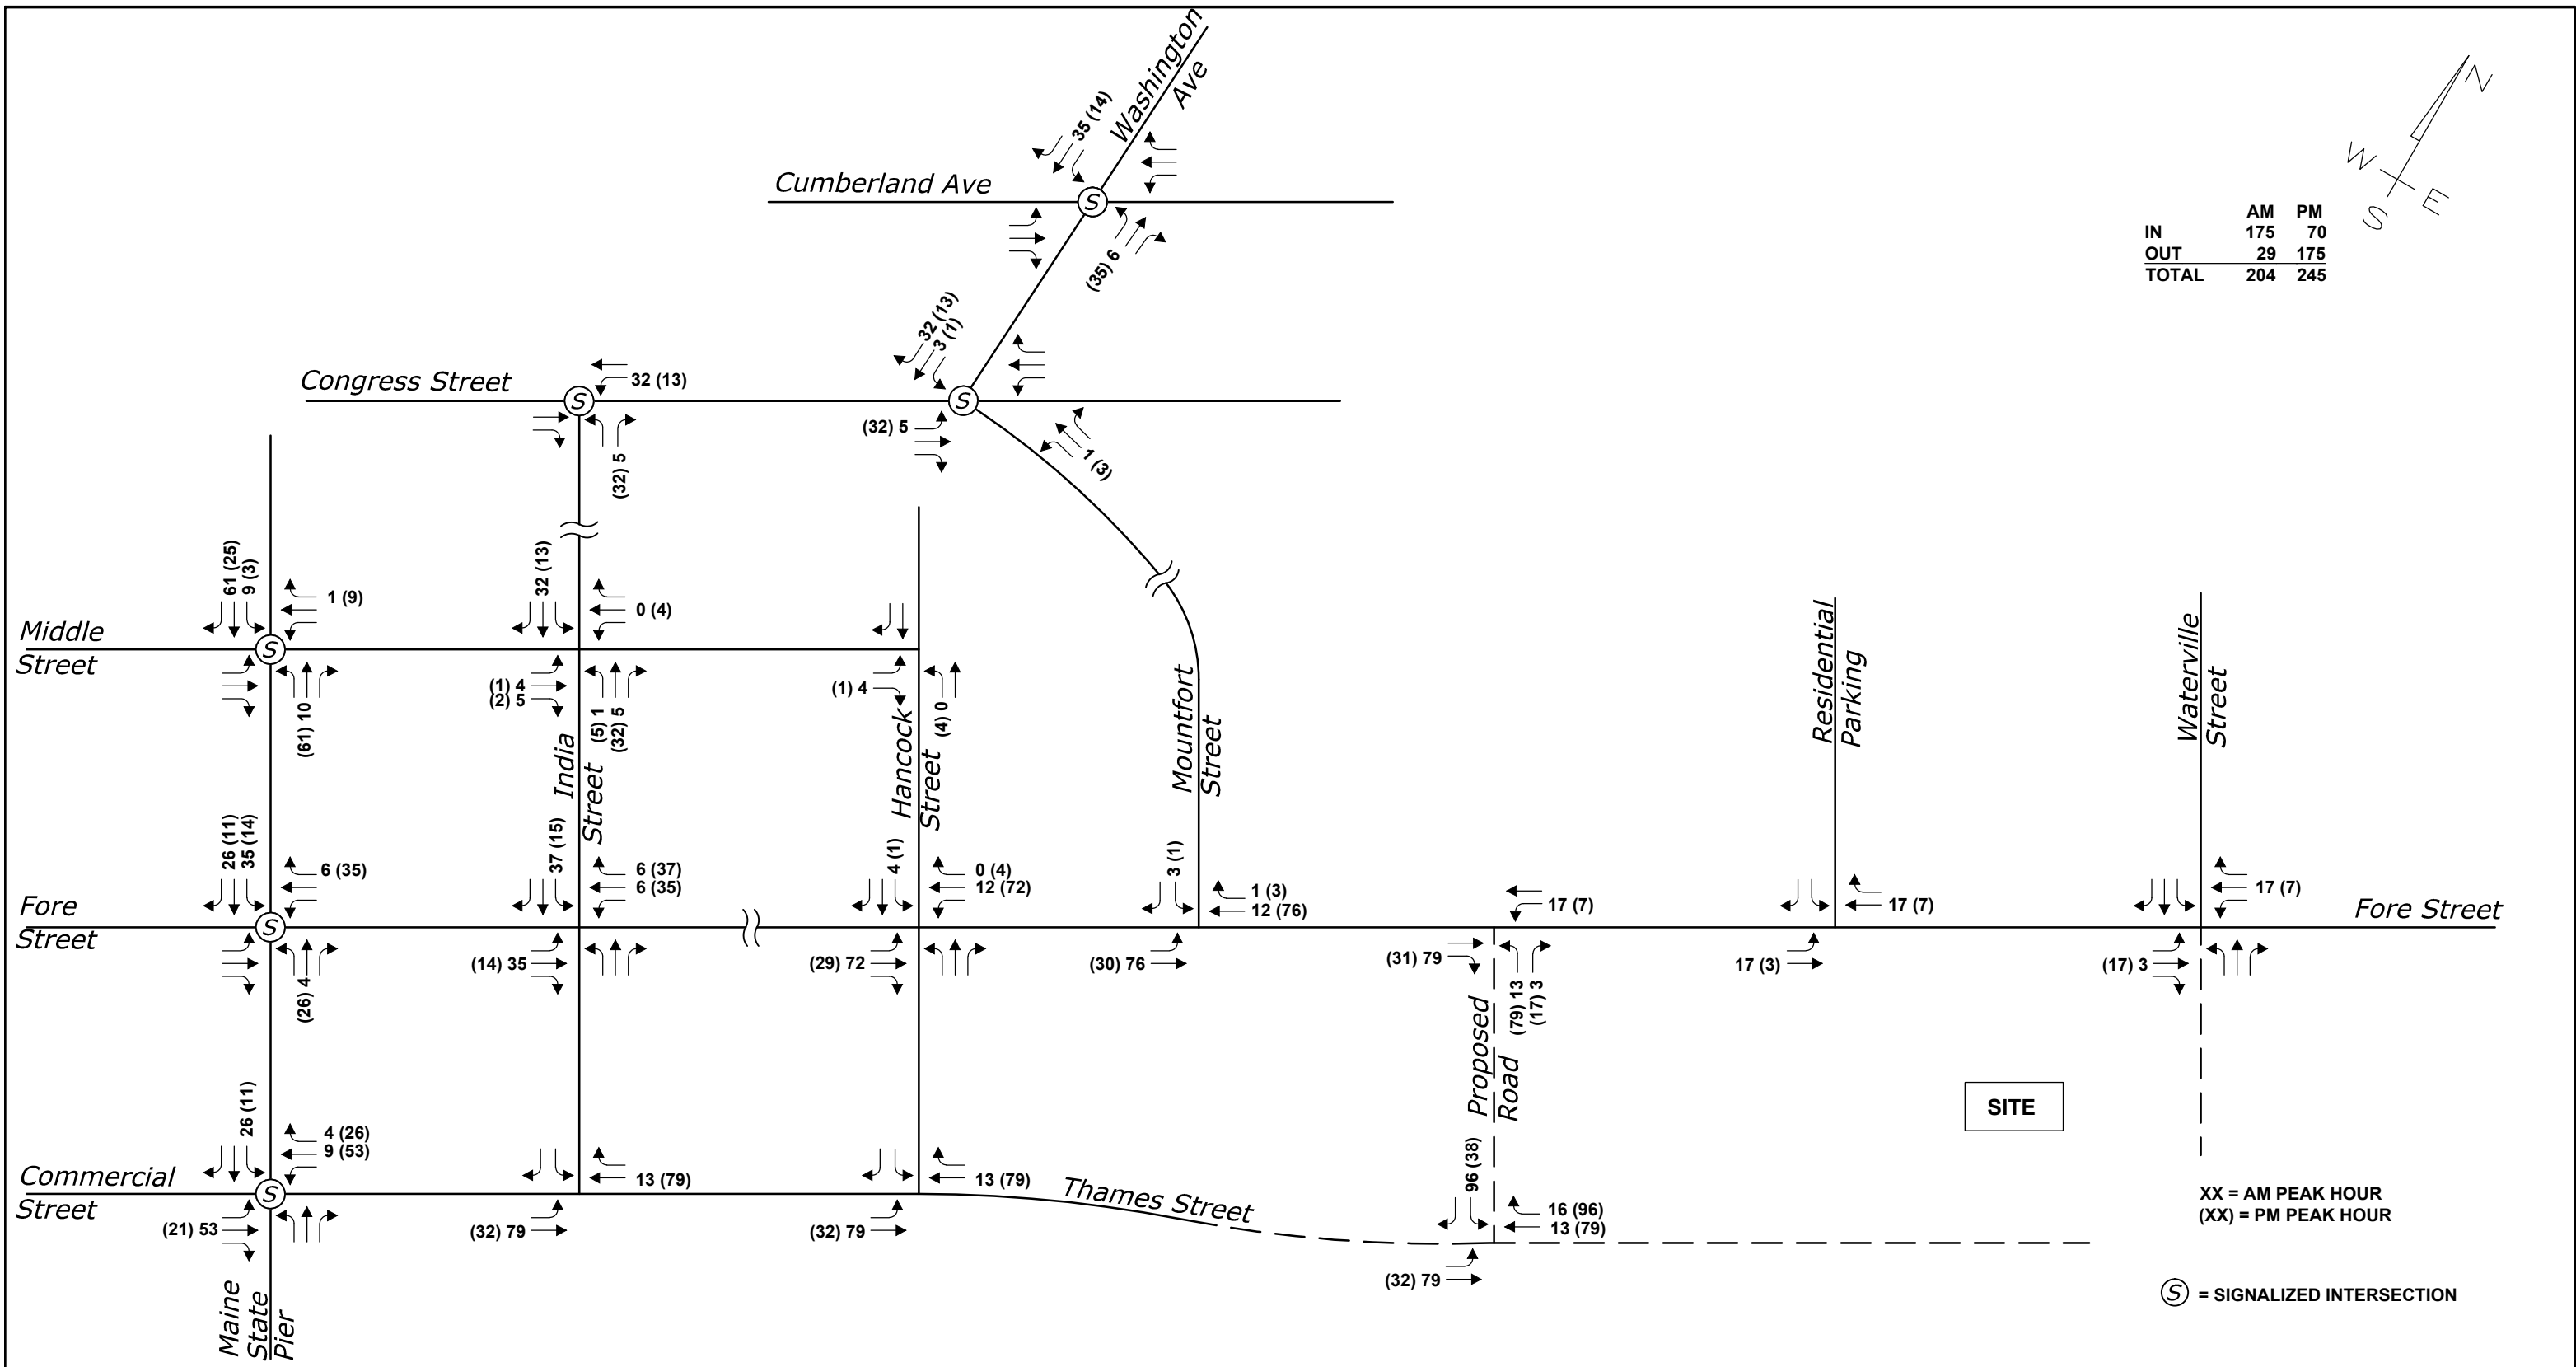 Washington
Ave
35 (14)
Cumberland Ave
(35) 6
N
W
E
S
AM PM
IN 175 70
OUT 29 175
TOTAL 204 245
32 (13)
3 (1)
Congress Street
S
S
S
32 (13)
(32) 5
(32) 5
1 (3)
61 (25)
9 (3)
1 (9)
32 (13)
0 (4)
Middle
Street
S
(61) 10
(1) 4
(2) 5
(5) 1
(32) 5
(1) 4
(4) 0
India
Street
Hancock
Street
Mountfort
Street
Residential
Parking
Waterville
Street
26 (11)
35 (14)
6 (35)
37 (15)
6 (37)
6 (35)
4 (1)
0 (4)
12 (72)
3 (1)
1 (3)
12 (76)
17 (7)
17 (7)
17 (7)
Fore
Street
S
Fore Street
(26) 4
(14) 35
(29) 72
(30) 76
(31) 79
(79) 13
(17) 3
17 (3)
(17) 3
Proposed
Road
SITE
26 (11)
4 (26)
9 (53)
13 (79)
13 (79)
96 (38)
16 (96)
13 (79)
Commercial
Street
S
Thames Street
(21) 53
(32) 79
(32) 79
(32) 79
Maine
State
Pier
XX = AM PEAK HOUR
(XX) = PM PEAK HOUR
S = SIGNALIZED INTERSECTION